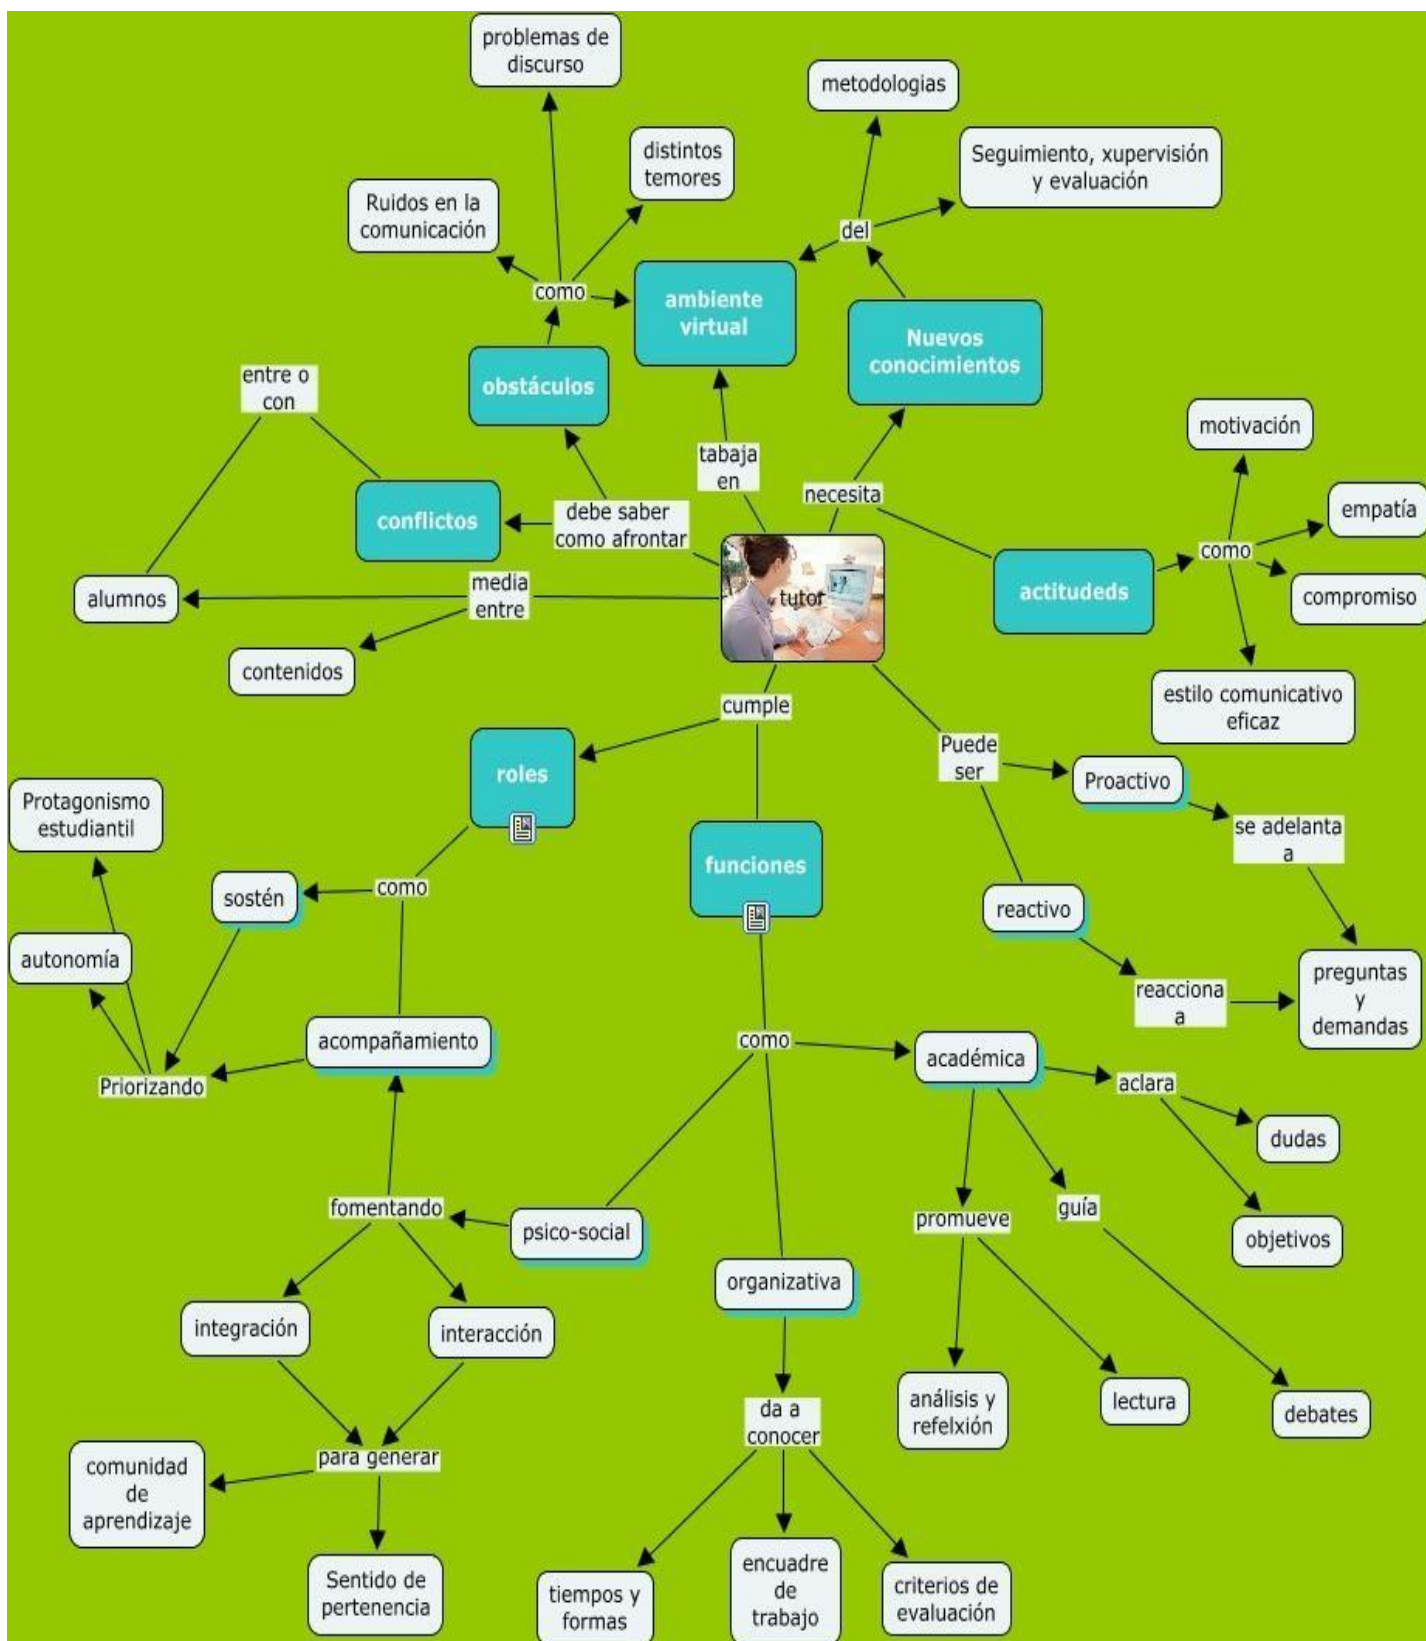 problemas de
discurso
metodologias
distintos
temores
Seguimiento, xupervisión
y evaluación
Ruidos en la
comunicación
del
como
ambiente
virtual
Nuevos
conocimientos
entre o
con
obstáculos
motivación
tabaja
en
necesita
empatía
conflictos
debe saber
como afrontar
como
alumnos
media
entre
tutor
actitudeds
compromiso
contenidos
estilo comunicativo
eficaz
cumple
Puede
ser
roles
Proactivo
Protagonismo
estudiantil
se adelanta
a
funciones
sostén
como
reactivo
autonomía
preguntas
y
demandas
reacciona
a
acompañamiento
como
académica
Priorizando
aclara
dudas
fomentando
psico-social
promueve
guía
objetivos
organizativa
integración
interacción
análisis y
refelxión
lectura
debates
da a
conocer
para generar
comunidad
de
aprendizaje
Sentido de
pertenencia
tiempos y
formas
encuadre
de
trabajo
criterios de
evaluación